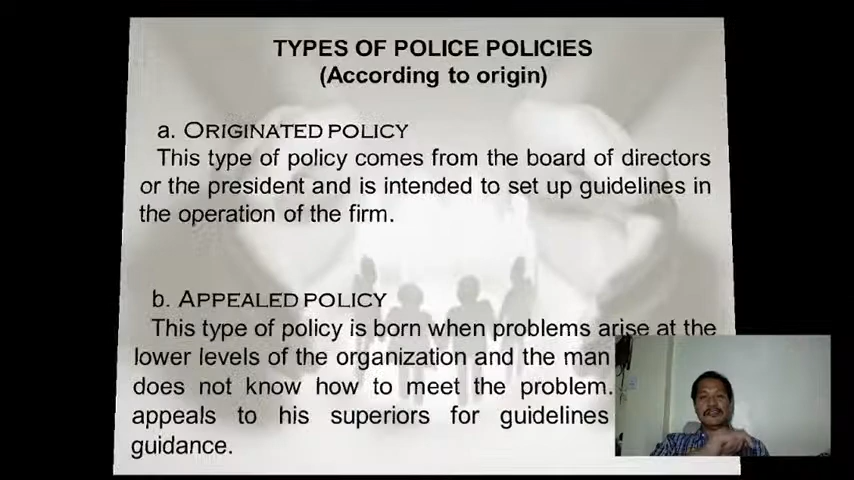 TYPES OF POLICE POLICIES
(According to origin)
a. ORIGINATED POLICY
This type of policy comes from the board of directors
or the president and is intended to set up guidelines in
the operation of the firm.
b. APPEALED POLICY
This type of policy is born when problems arise at the
lower levels of the organization and the man
does not know how to meet the problem.
appeals to his superiors for guidelines
guidance.